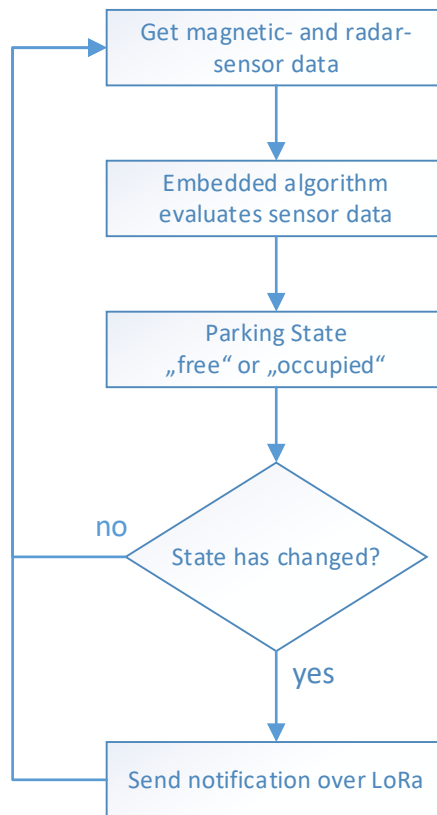 Get magnetic- and radar-
sensor data
Embedded algorithm
evaluates sensor data
Parking State
„free“ or „occupied“
no
State has changed?
yes
Send notification over LoRa